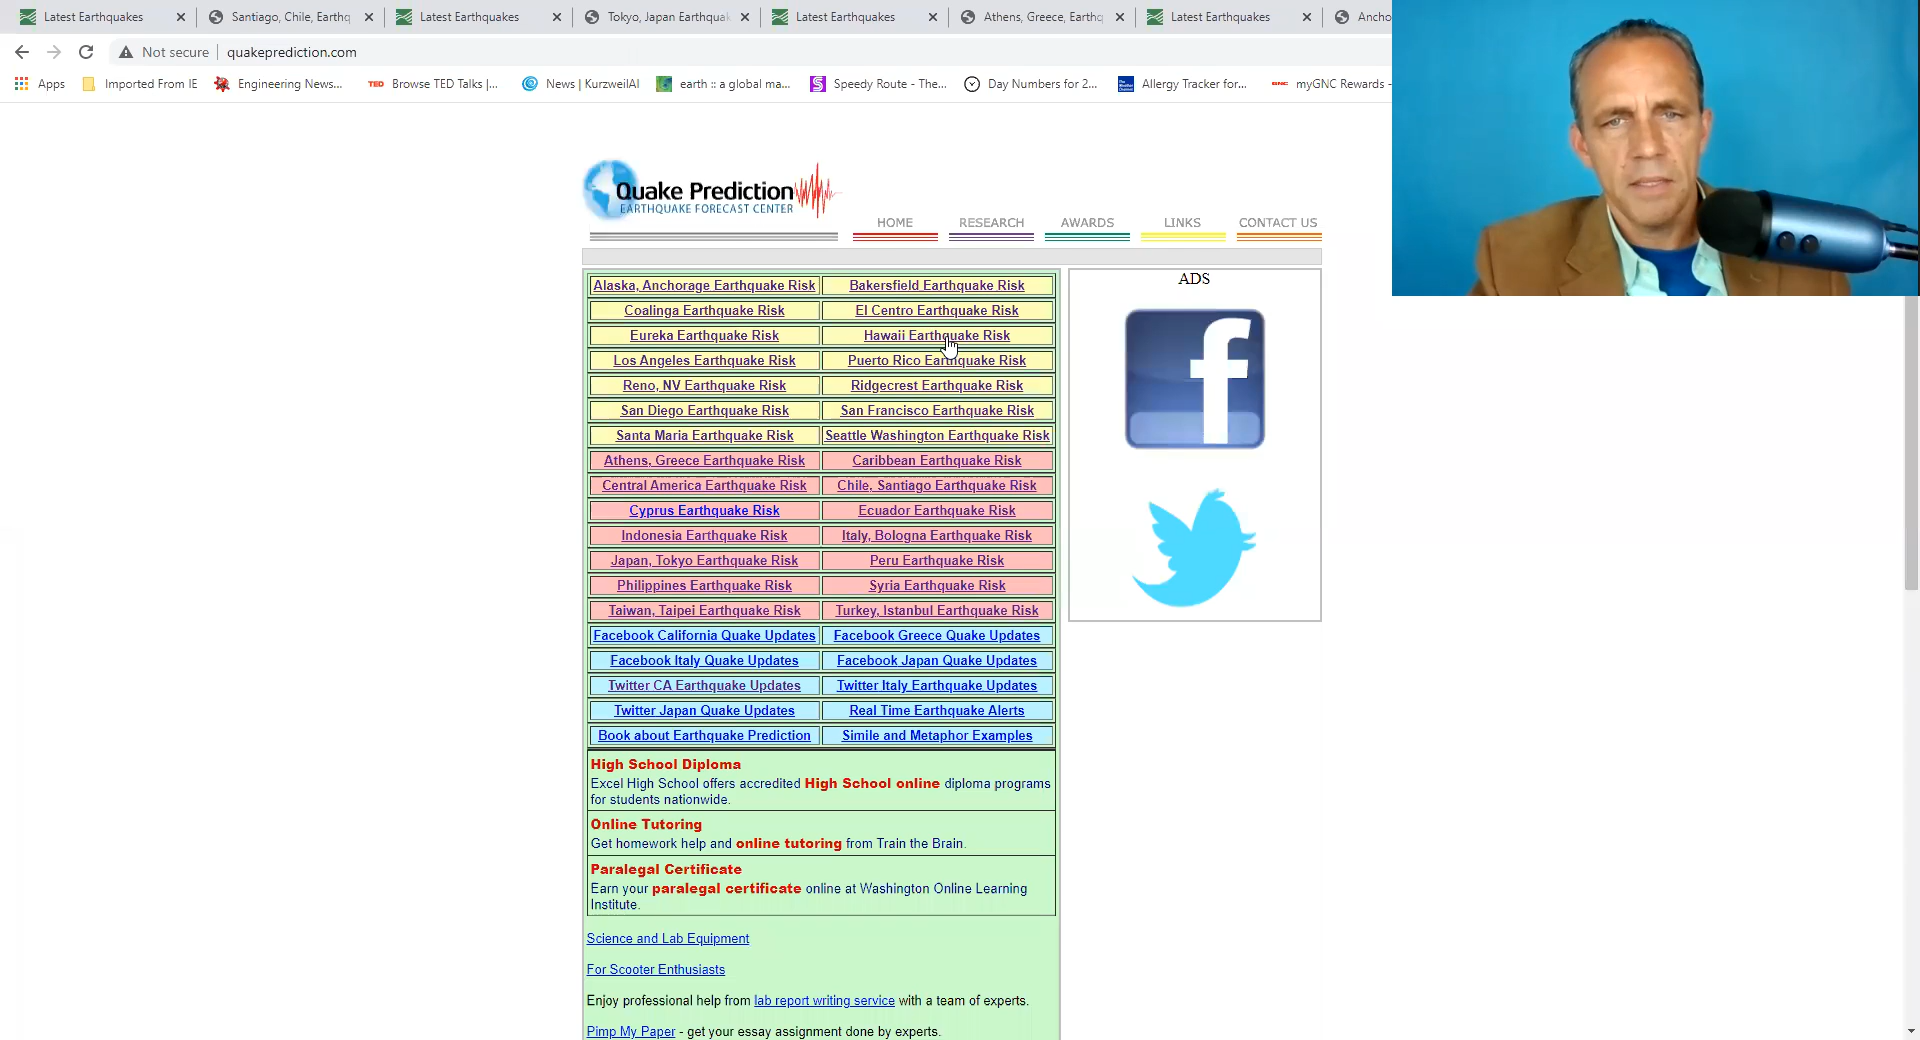 Latest Earthquakes
Santiago, Chile, Earthq
Latest Earthquakes
Tokyo, Japan Earthquak
Latest Earthquakes
Athens, Greece, Earthq
Latest Earthquakes
Ancho
Not secure
quakeprediction.com
Apps
Imported From IE
Engineering News...
TED
Browse TED Talks |...
News | KurzweilAI
earth :: a global ma...
Speedy Route - The...
Day Numbers for 2...
Allergy Tracker for...
GNC
myGNC Rewards -
Quake Prediction
EARTHQUAKE FORECAST CENTER
HOME
RESEARCH
AWARDS
LINKS
CONTACT US
Alaska, Anchorage Earthquake Risk
Bakersfield Earthquake Risk
Coalinga Earthquake Risk
El Centro Earthquake Risk
Eureka Earthquake Risk
Hawaii Earthquake Risk
Los Angeles Earthquake Risk
Puerto Rico Earthquake Risk
Reno, NV Earthquake Risk
Ridgecrest Earthquake Risk
San Diego Earthquake Risk
San Francisco Earthquake Risk
Santa Maria Earthquake Risk
Seattle Washington Earthquake Risk
Athens, Greece Earthquake Risk
Caribbean Earthquake Risk
Central America Earthquake Risk
Chile, Santiago Earthquake Risk
Cyprus Earthquake Risk
Ecuador Earthquake Risk
Indonesia Earthquake Risk
Italy, Bologna Earthquake Risk
Japan, Tokyo Earthquake Risk
Peru Earthquake Risk
Philippines Earthquake Risk
Syria Earthquake Risk
Taiwan, Taipei Earthquake Risk
Turkey, Istanbul Earthquake Risk
Facebook California Quake Updates
Facebook Greece Quake Updates
Facebook Italy Quake Updates
Facebook Japan Quake Updates
Twitter CA Earthquake Updates
Twitter Italy Earthquake Updates
Twitter Japan Quake Updates
Real Time Earthquake Alerts
Book about Earthquake Prediction
Simile and Metaphor Examples
ADS
High School Diploma
Excel High School offers accredited High School online diploma programs
for students nationwide.
Online Tutoring
Get homework help and online tutoring from Train the Brain.
Paralegal Certificate
Earn your paralegal certificate online at Washington Online Learning
Institute.
Science and Lab Equipment
For Scooter Enthusiasts
Enjoy professional help from lab report writing service with a team of experts.
Pimp My Paper - get your essay assignment done by experts.